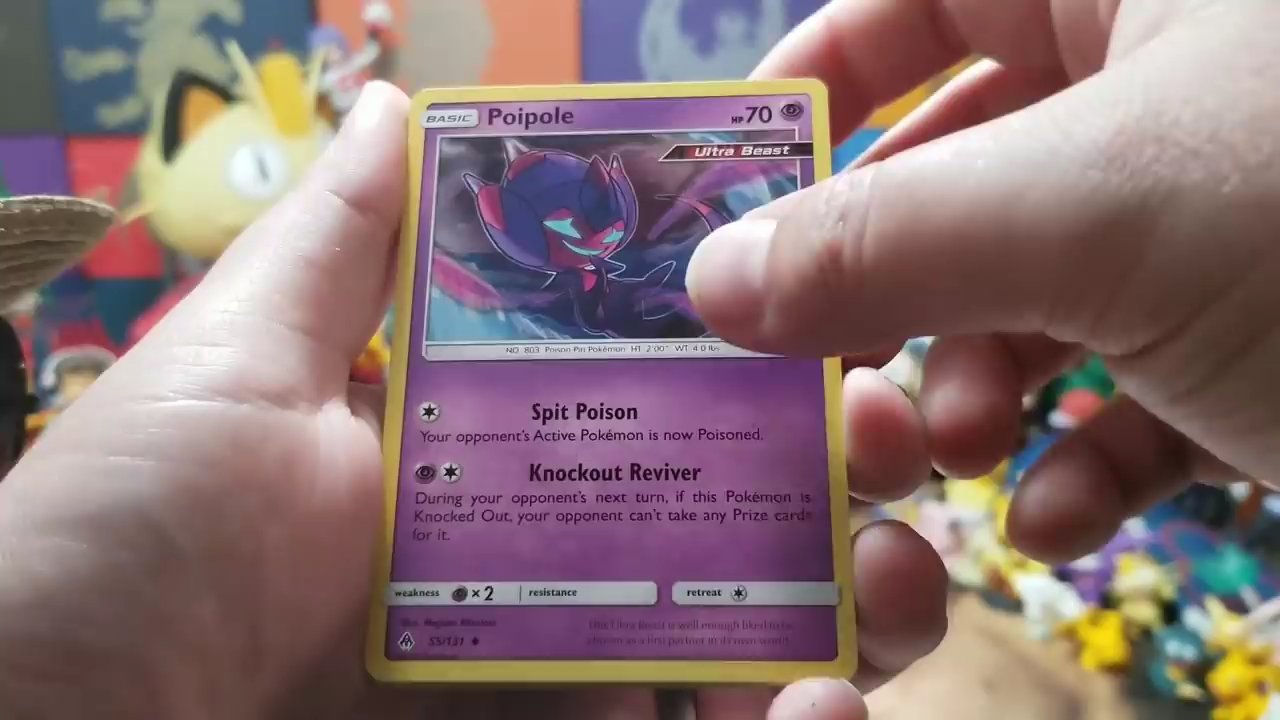 BASIC Poipole HP 70
Ultra Beast
NO. 803 Poison Pin Pokémon HT: 2'00" WT: 4.0 lbs
Spit Poison
Your opponent's Active Pokémon is now Poisoned.
Knockout Reviver
During your opponent's next turn, if this Pokémon is
Knocked Out, your opponent can't take any Prize cards
for it.
weakness ×2 resistance retreat
55/131
This Ultra Beast is well enough liked to be
chosen as a first partner in its own world.